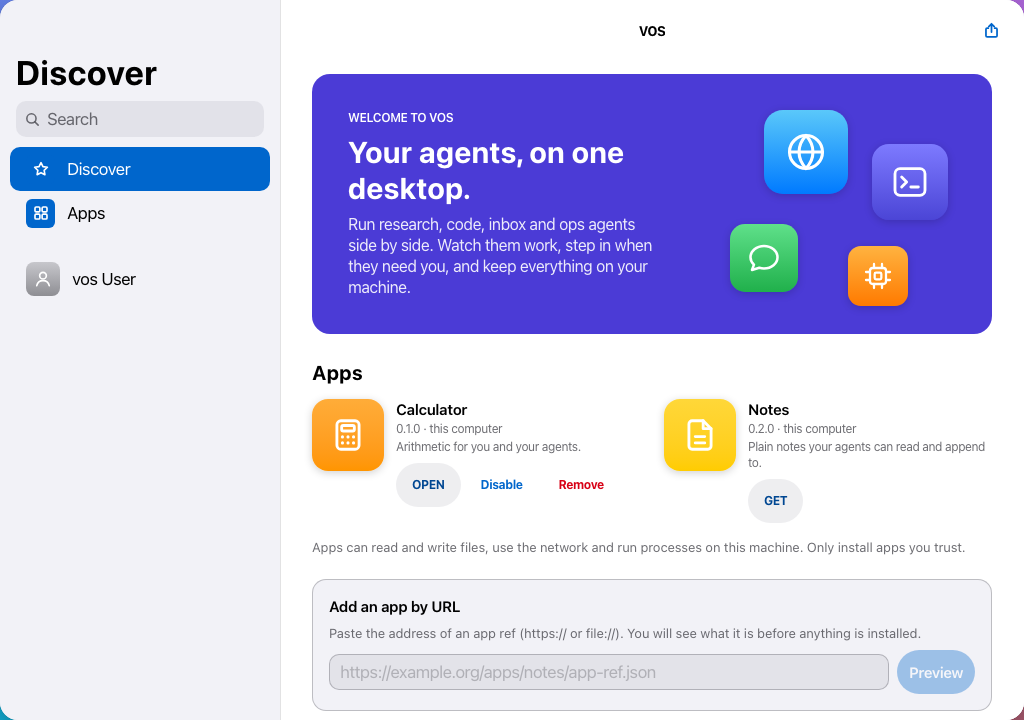 Discover
Search
Discover
Apps
vos User
VOS
WELCOME TO VOS
Your agents, on one
desktop.
Run research, code, inbox and ops agents
side by side. Watch them work, step in when
they need you, and keep everything on your
machine.
Apps
Calculator
0.1.0 · this computer
Arithmetic for you and your agents.
OPEN
Disable
Remove
Notes
0.2.0 · this computer
Plain notes your agents can read and append
to.
GET
Apps can read and write files, use the network and run processes on this machine. Only install apps you trust.
Add an app by URL
Paste the address of an app ref (https:// or file://). You will see what it is before anything is installed.
https://example.org/apps/notes/app-ref.json
Preview